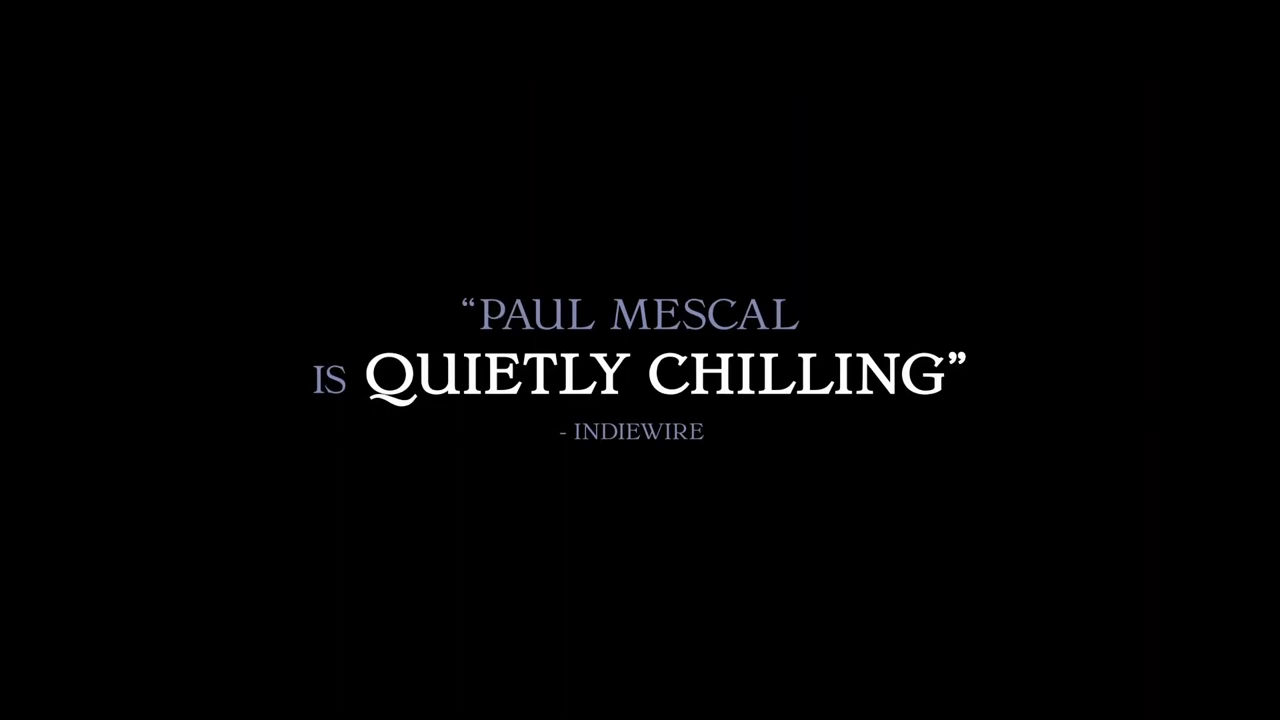 “PAUL MESCAL
IS QUIETLY CHILLING”
- INDIEWIRE